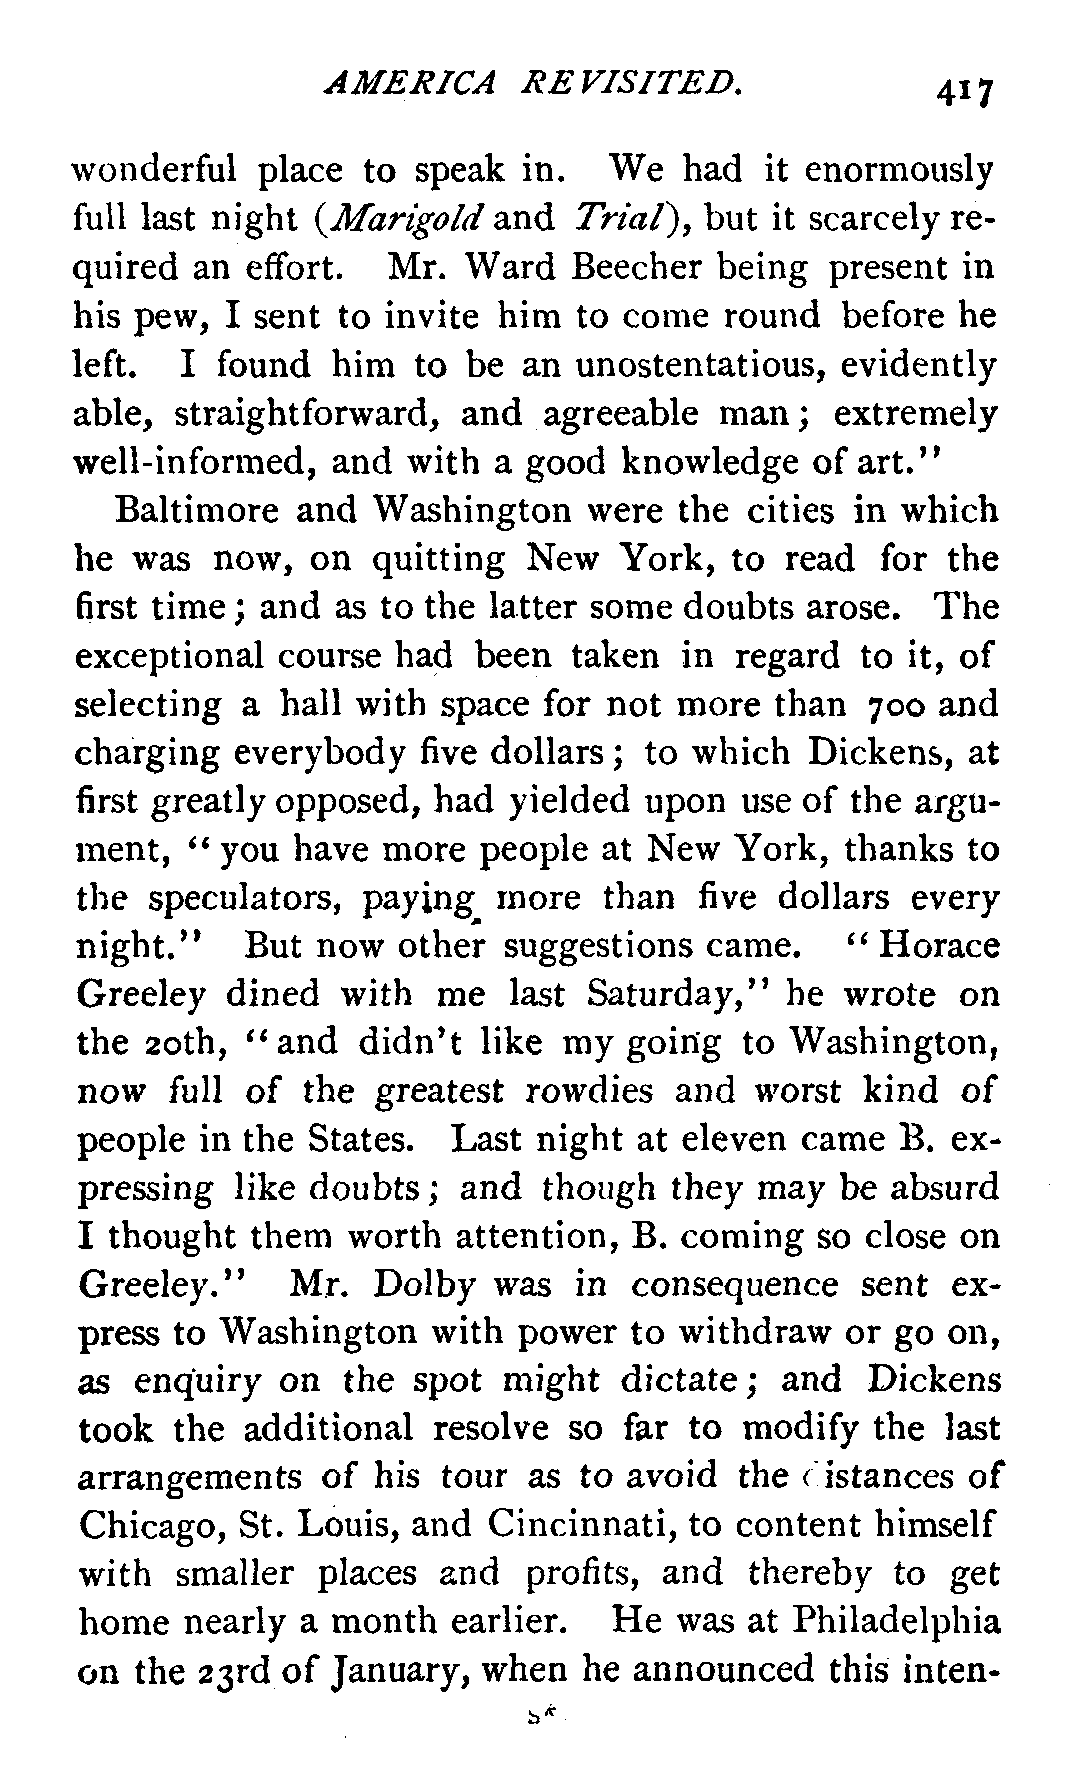 AMERICA REVISITED. 417
wonderful place to speak in. We had it enormously
full last night (Marigold and Trial), but it scarcely re-
quired an effort. Mr. Ward Beecher being present in
his pew, I sent to invite him to come round before he
left. I found him to be an unostentatious, evidently
able, straightforward, and agreeable man; extremely
well-informed, and with a good knowledge of art."
Baltimore and Washington were the cities in which
he was now, on quitting New York, to read for the
first time; and as to the latter some doubts arose. The
exceptional course had been taken in regard to it, of
selecting a hall with space for not more than 700 and
charging everybody five dollars; to which Dickens, at
first greatly opposed, had yielded upon use of the argu-
ment, "you have more people at New York, thanks to
the speculators, paying more than five dollars every
night." But now other suggestions came. "Horace
Greeley dined with me last Saturday," he wrote on
the 20th, "and didn't like my going to Washington,
now full of the greatest rowdies and worst kind of
people in the States. Last night at eleven came B. ex-
pressing like doubts; and though they may be absurd
I thought them worth attention, B. coming so close on
Greeley." Mr. Dolby was in consequence sent ex-
press to Washington with power to withdraw or go on,
as enquiry on the spot might dictate; and Dickens
took the additional resolve so far to modify the last
arrangements of his tour as to avoid the distances of
Chicago, St. Louis, and Cincinnati, to content himself
with smaller places and profits, and thereby to get
home nearly a month earlier. He was at Philadelphia
on the 23rd of January, when he announced this inten-